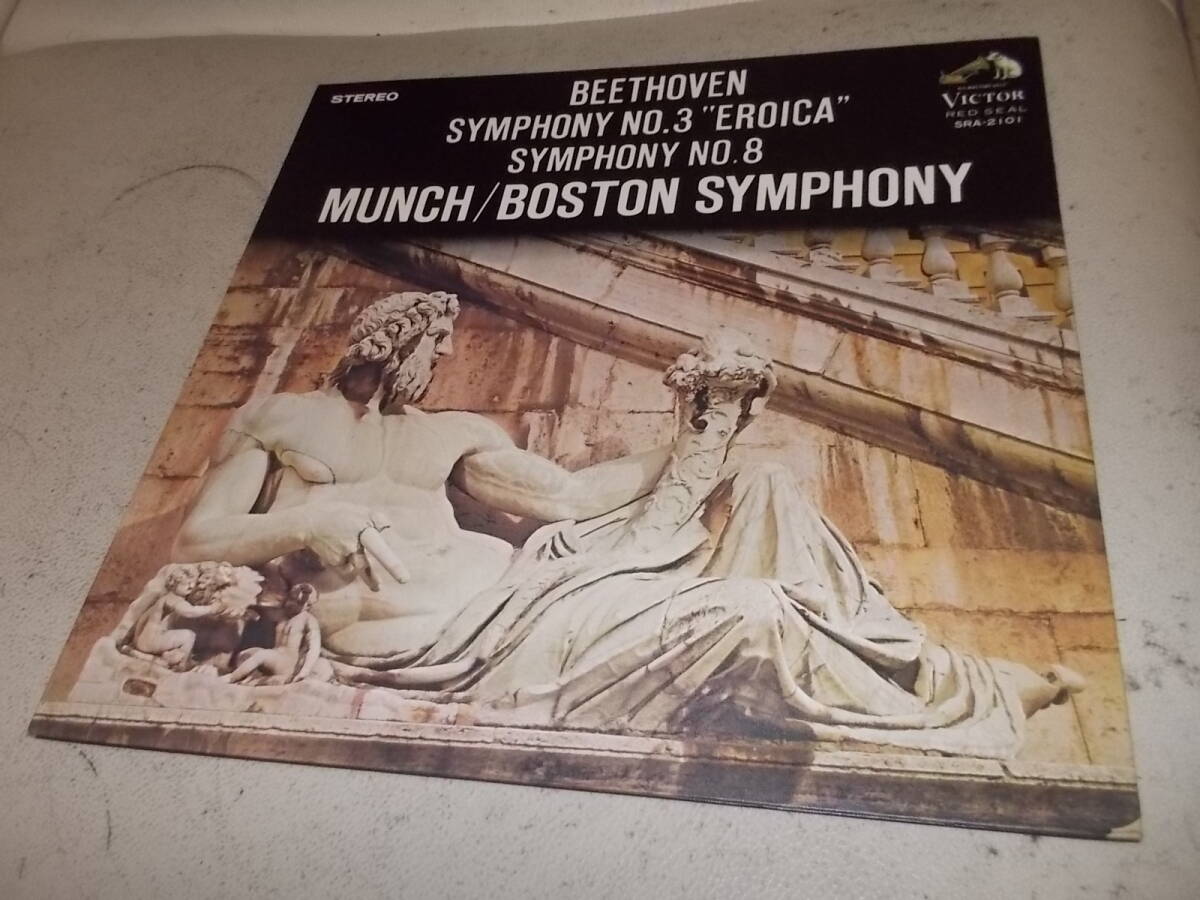 STEREO
BEETHOVEN
SYMPHONY NO.3 "EROICA"
SYMPHONY NO.8
MUNCH/BOSTON SYMPHONY
VICTOR
RED SEAL
SRA-2101